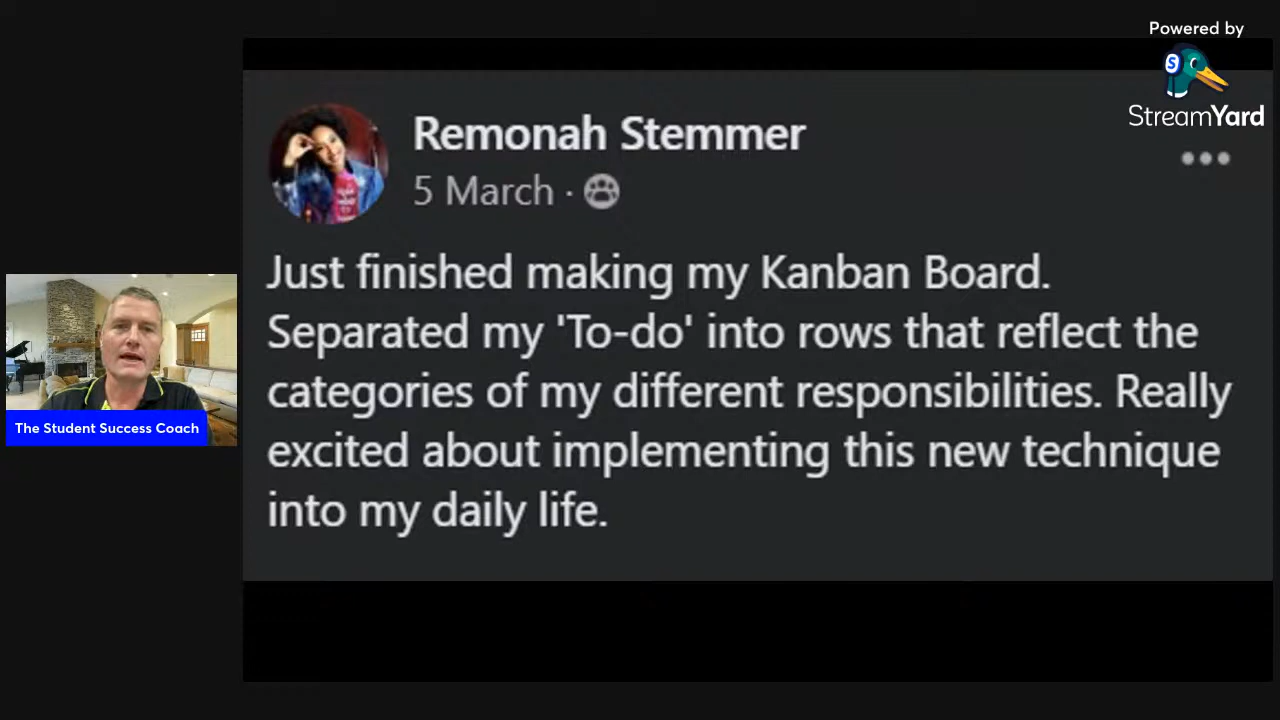 Powered by
StreamYard
Remonah Stemmer
5 March ·
Just finished making my Kanban Board.
Separated my 'To-do' into rows that reflect the
categories of my different responsibilities. Really
excited about implementing this new technique
into my daily life.
The Student Success Coach